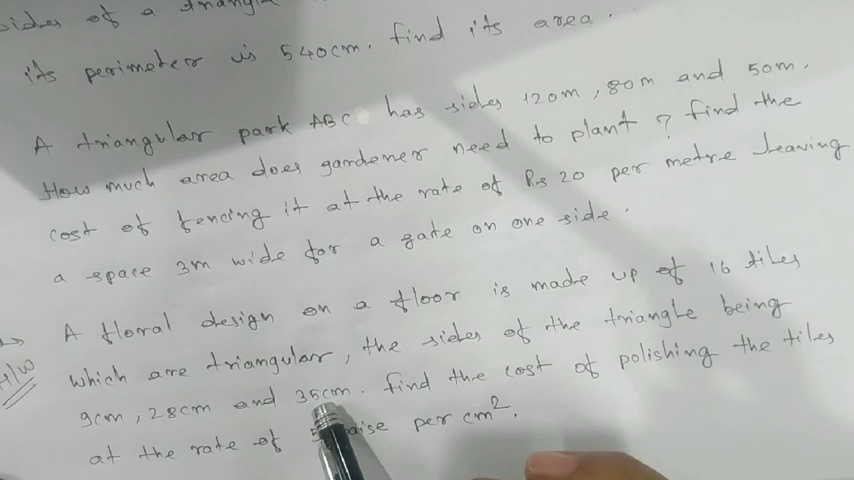 sides of a triangle
its perimeter is 540cm. find its area.
A triangular park ABC has sides 120m, 80m and 50m.
How much area does gardener need to plant? find the
cost of fencing it at the rate of Rs 20 per metre leaving
a space 3m wide for a gate on one side.
A floral design on a floor is made up of 16 tiles
H/W which are triangular, the sides of the triangle being
9cm, 28cm and 35cm. find the cost of polishing the tiles
at the rate of per cm².